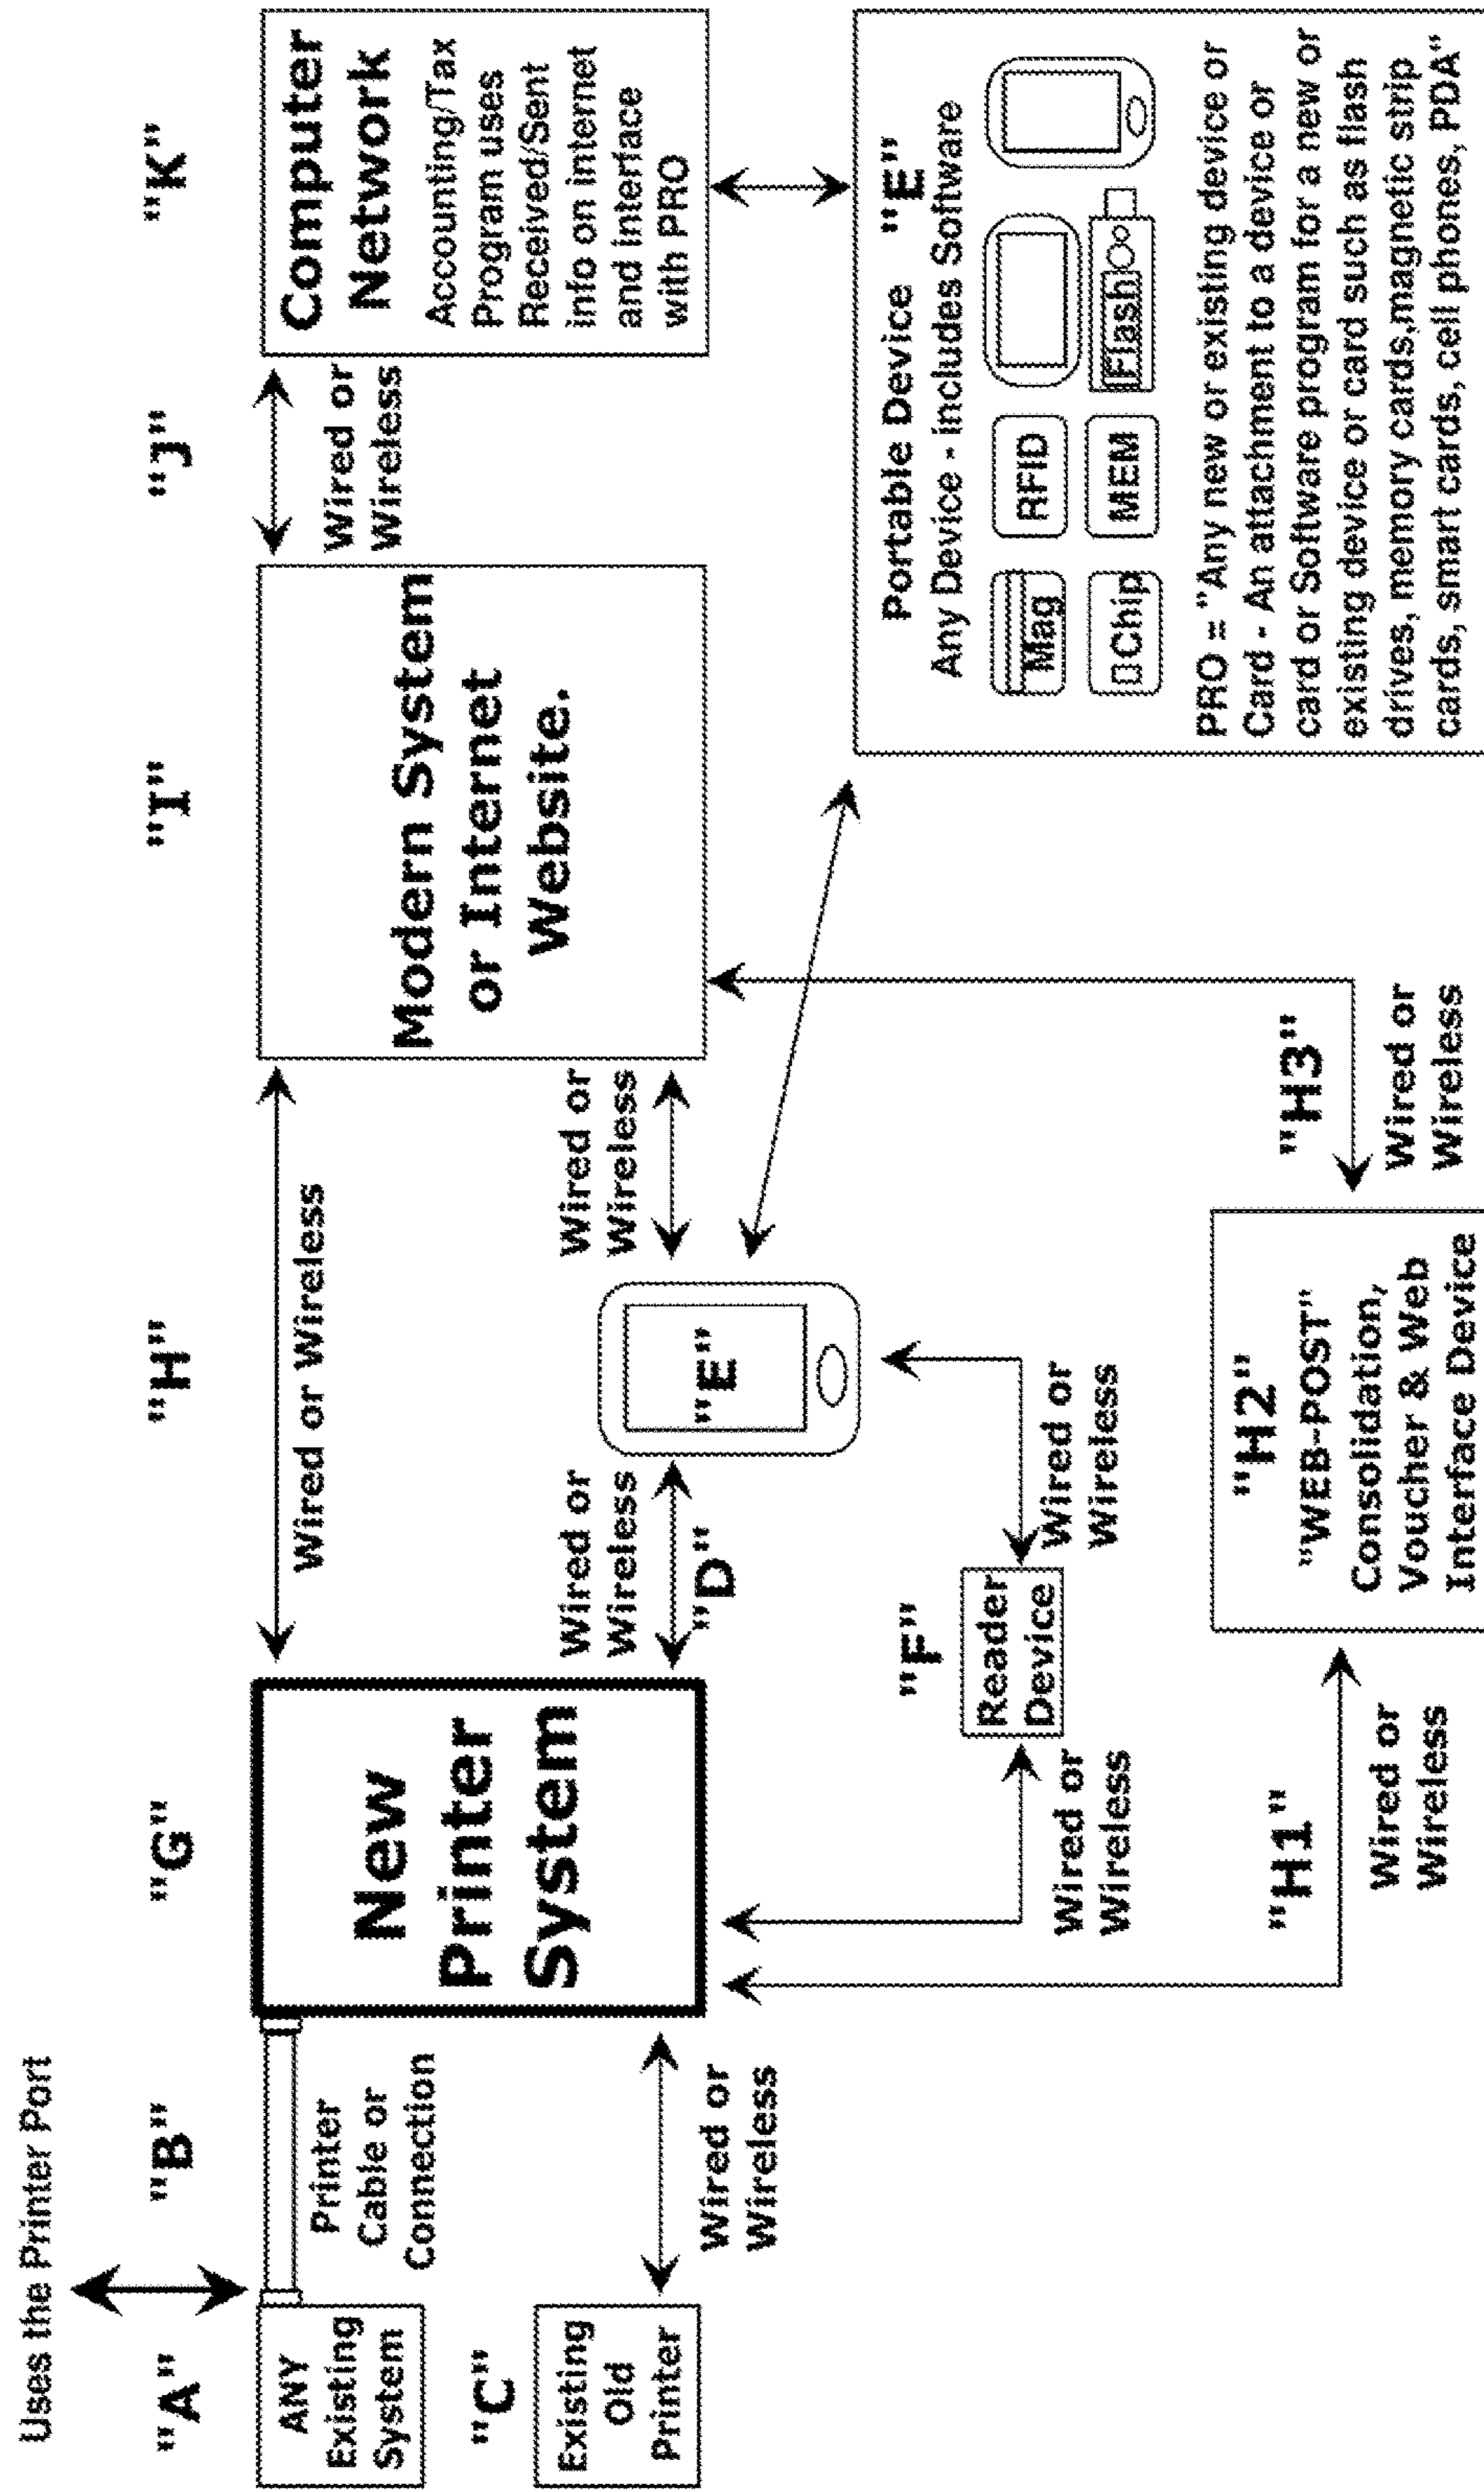 Uses the Printer Port
"A"
"B"
"G"
"H"
"I"
"J"
"K"
ANY
Existing
System
Printer
Cable or
Connection
New
Printer
System
Wired or Wireless
Modern System
or Internet
Website.
Wired or
Wireless
Computer
Network
Accounting/Tax
Program uses
Received/Sent
info on internet
and interface
with PRO
"C"
Existing
Old
Printer
Wired or
Wireless
Wired or
Wireless
"D"
"E"
Wired or
Wireless
"F"
Reader
Device
Wired or
Wireless
Wired or
Wireless
Portable Device "E"
Any Device - includes Software
Mag
RFID
Chip
MEM
Flash
PRO = "Any new or existing device or
Card - An attachment to a device or
card or Software program for a new or
existing device or card such as flash
drives, memory cards,magnetic strip
cards, smart cards, cell phones, PDA"
"H1"
Wired or
Wireless
"H2"
"WEB-POST"
Consolidation,
Voucher & Web
Interface Device
"H3"
Wired or
Wireless